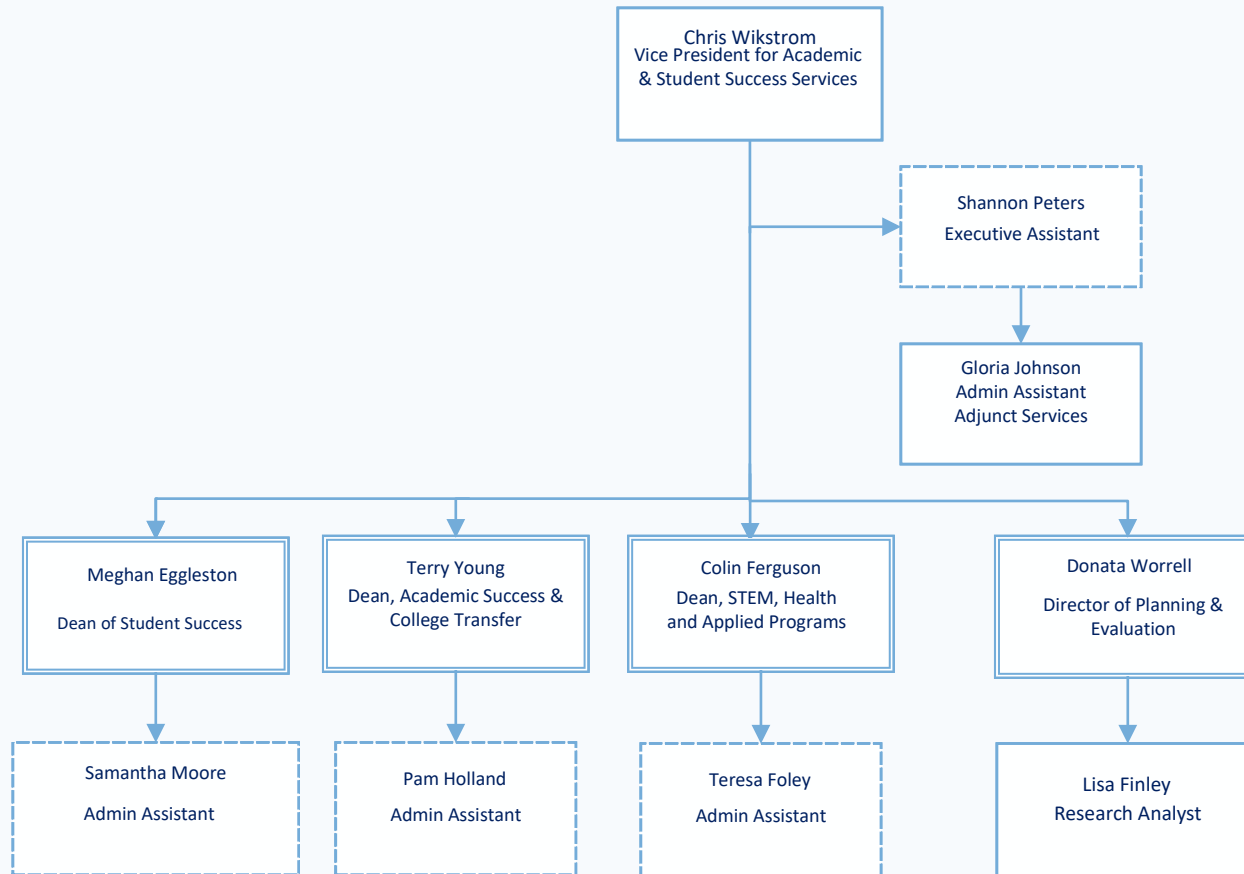 Chris Wikstrom
Vice President for Academic
& Student Success Services
Shannon Peters
Executive Assistant
Gloria Johnson
Admin Assistant
Adjunct Services
Meghan Eggleston
Dean of Student Success
Terry Young
Dean, Academic Success &
College Transfer
Colin Ferguson
Dean, STEM, Health
and Applied Programs
Donata Worrell
Director of Planning &
Evaluation
Samantha Moore
Admin Assistant
Pam Holland
Admin Assistant
Teresa Foley
Admin Assistant
Lisa Finley
Research Analyst